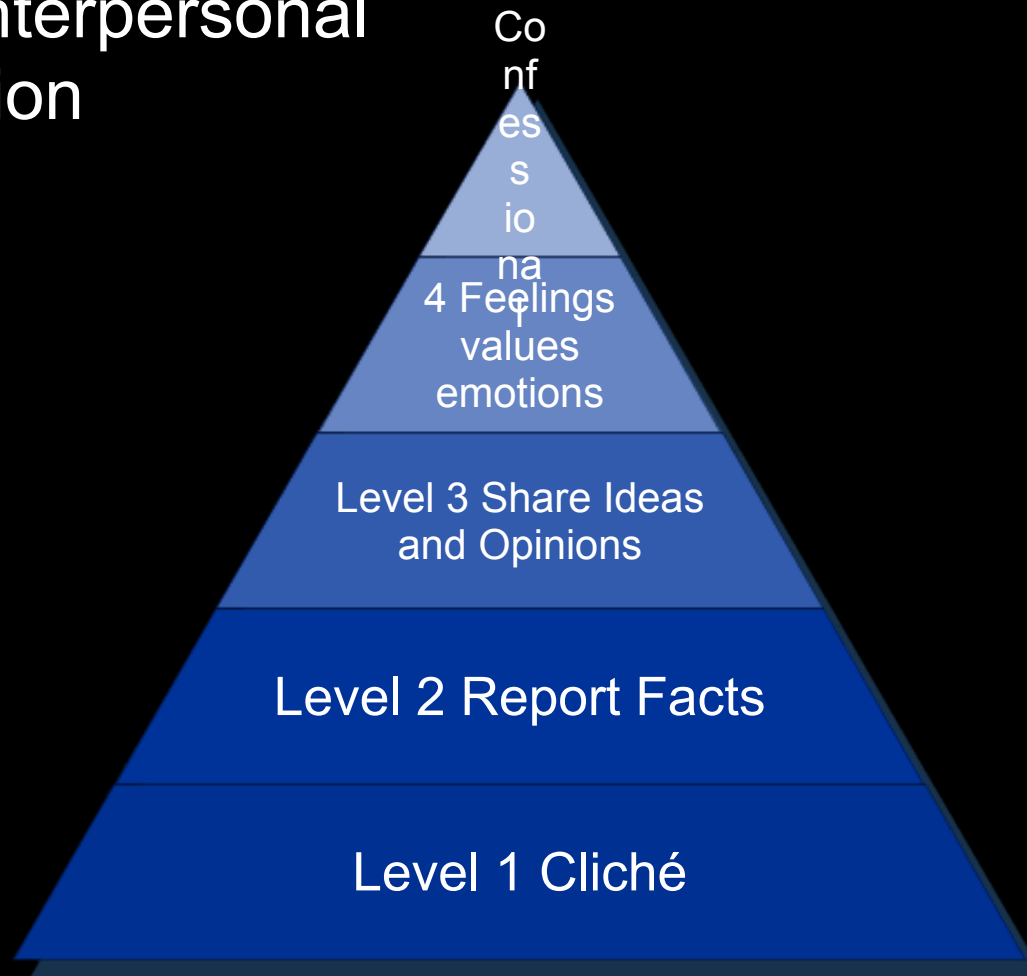 nterpersonal
ion
Co
nf
es
s
io
na
l
4 Feelings
values
emotions
Level 3 Share Ideas
and Opinions
Level 2 Report Facts
Level 1 Cliché